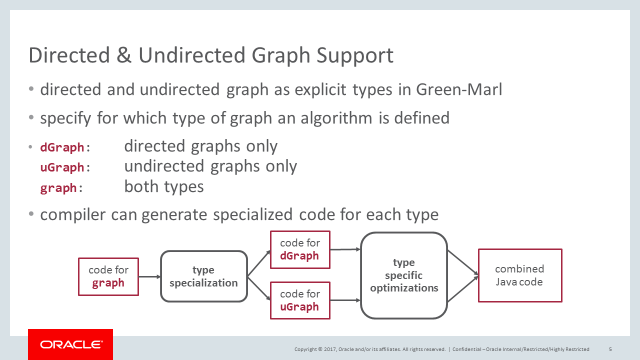 Directed & Undirected Graph Support
• directed and undirected graph as explicit types in Green-Marl
• specify for which type of graph an algorithm is defined
• dGraph: directed graphs only
uGraph: undirected graphs only
graph: both types
• compiler can generate specialized code for each type
code for
graph
type
specialization
code for
dGraph
code for
uGraph
type
specific
optimizations
combined
Java code
ORACLE
Copyright © 2017, Oracle and/or its affiliates. All rights reserved. | Confidential – Oracle Internal/Restricted/Highly Restricted 5